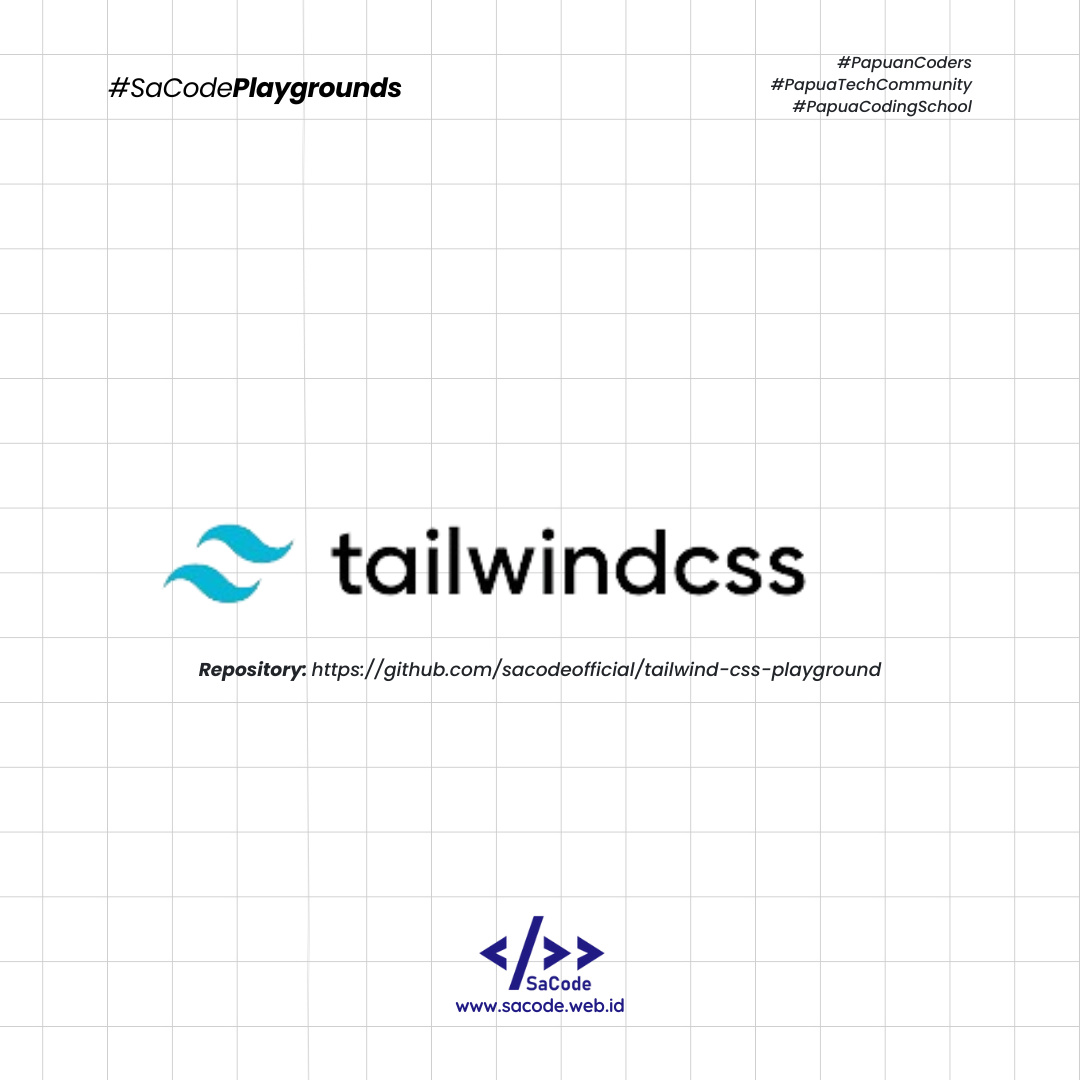 #SaCodePlaygrounds
#PapuanCoders
#PapuaTechCommunity
#PapuaCodingSchool
tailwindcss
Repository: https://github.com/sacodeofficial/tailwind-css-playground
</>>
SaCode
www.sacode.web.id